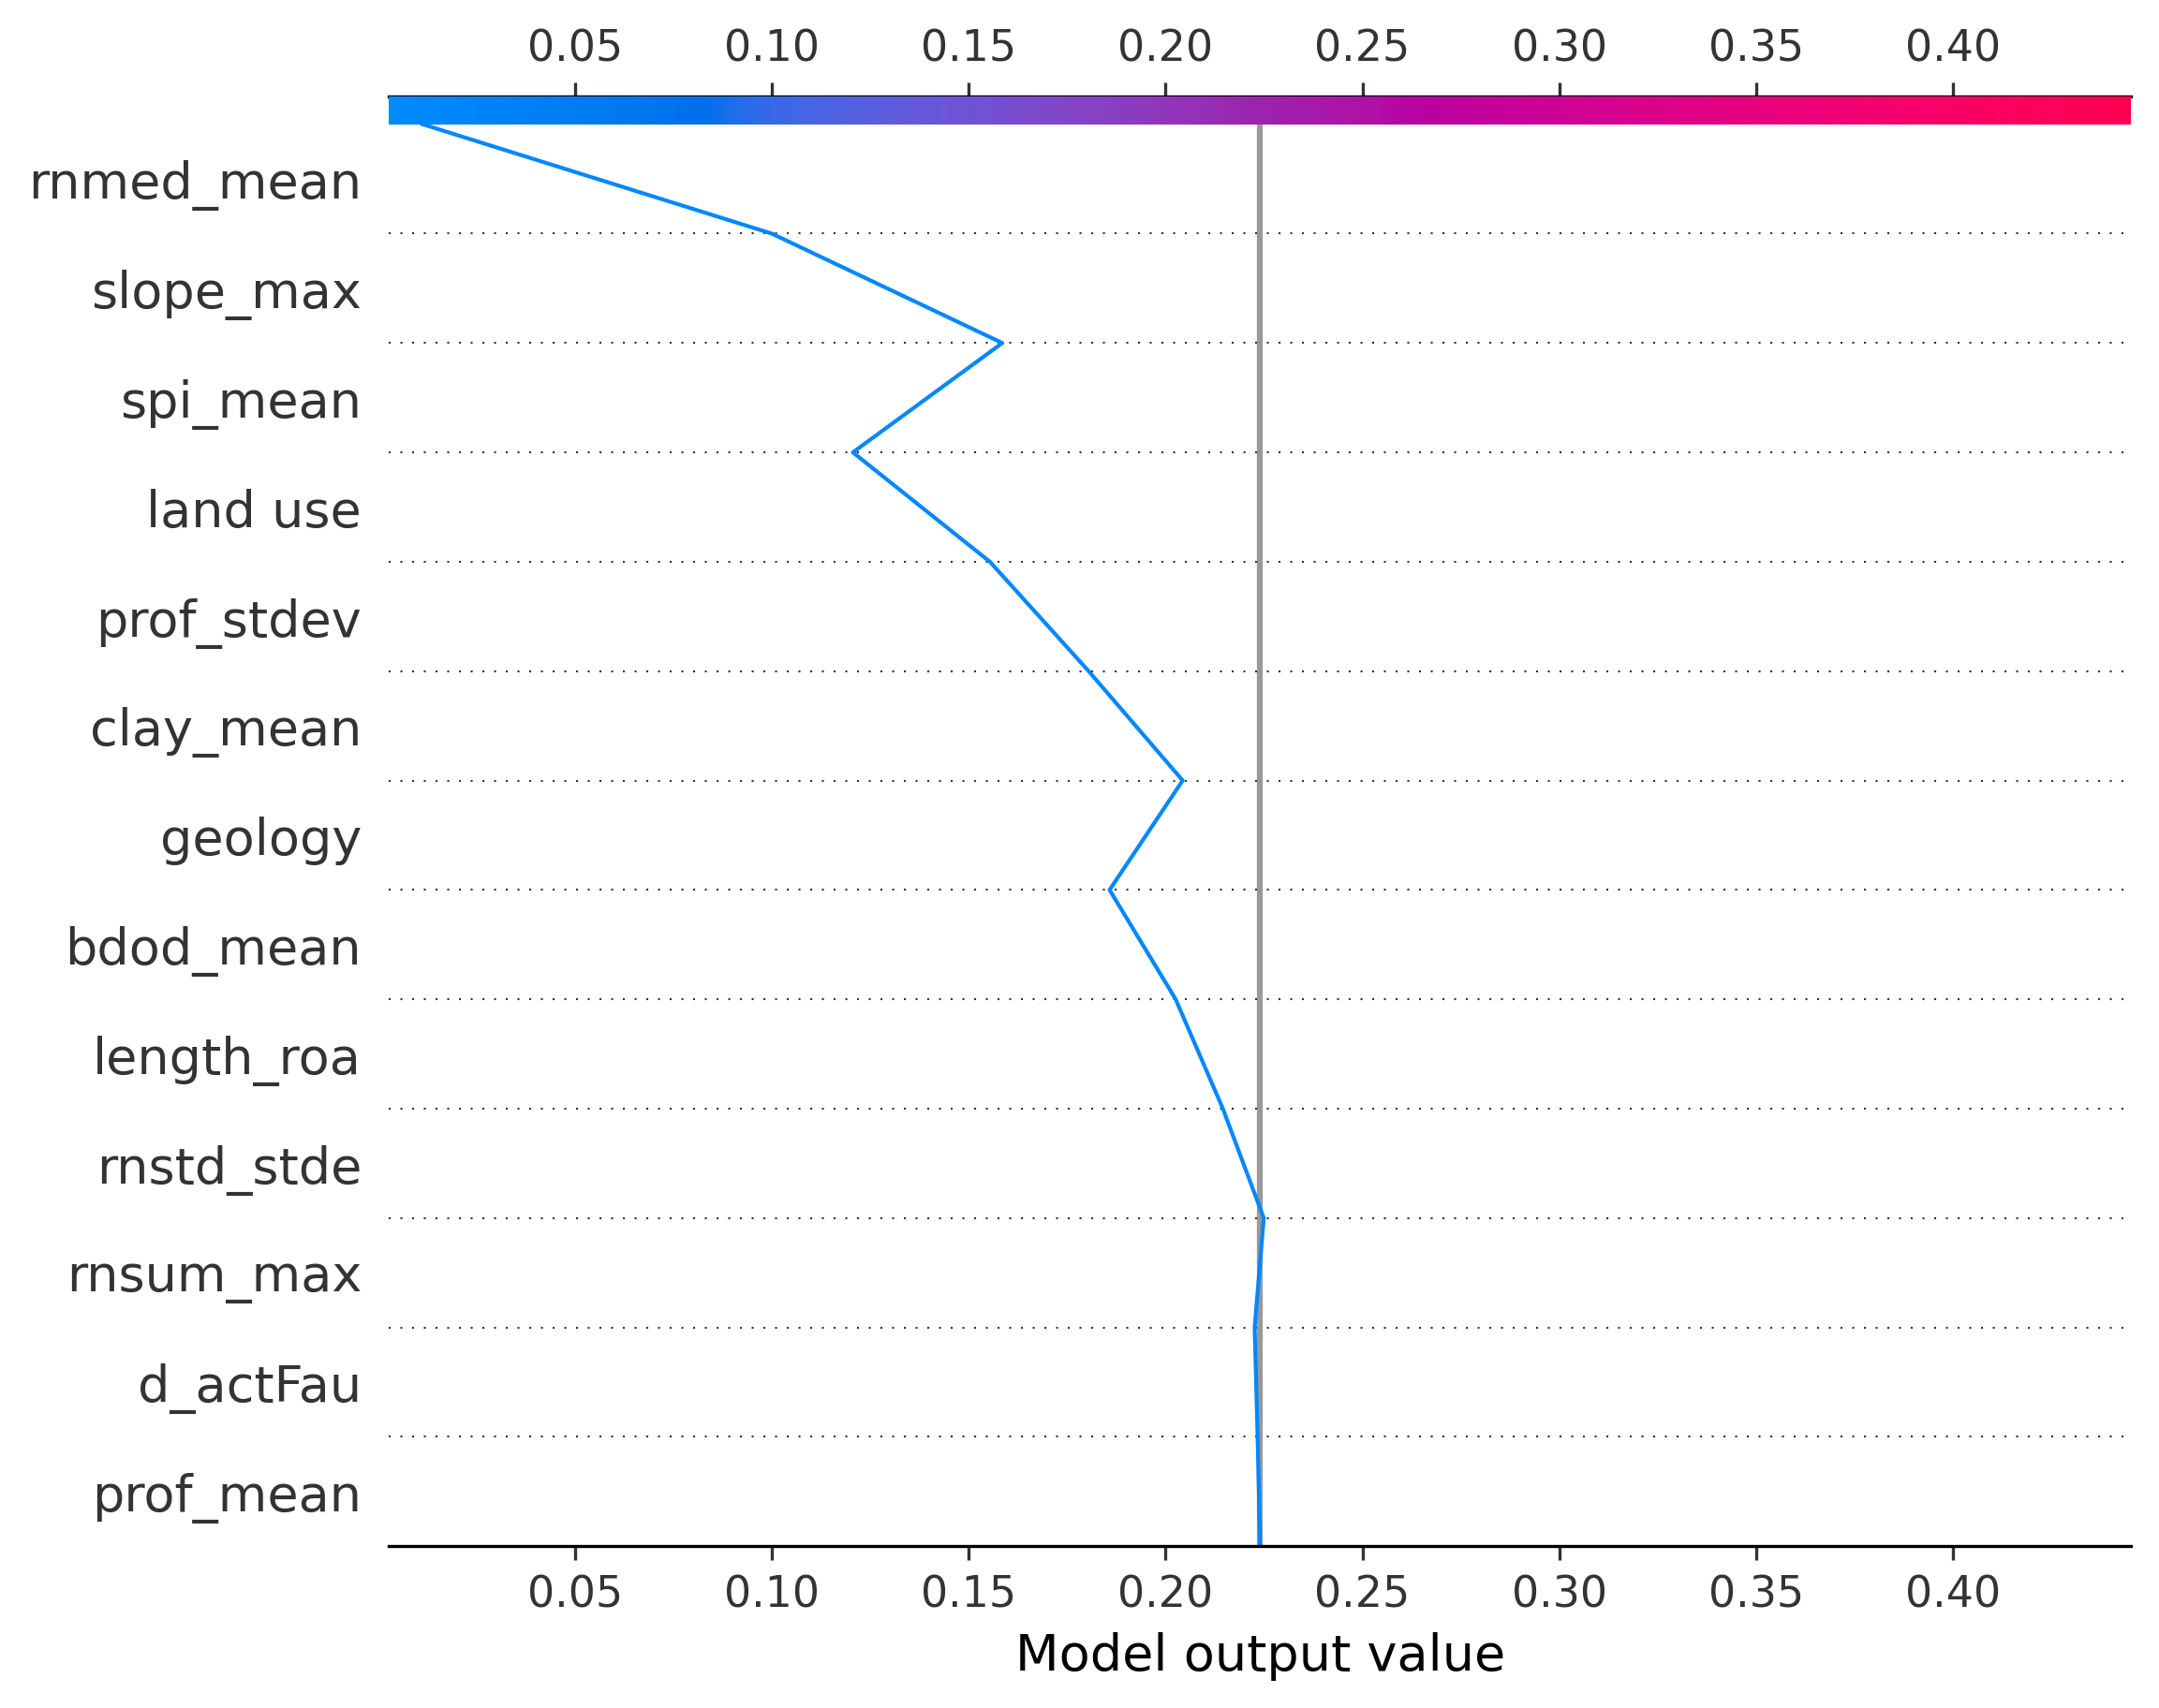 0.05 0.10 0.15 0.20 0.25 0.30 0.35 0.40
rnmed_mean
slope_max
spi_mean
land use
prof_stdev
clay_mean
geology
bdod_mean
length_roa
rnstd_stde
rnsum_max
d_actFau
prof_mean
0.05 0.10 0.15 0.20 0.25 0.30 0.35 0.40
Model output value